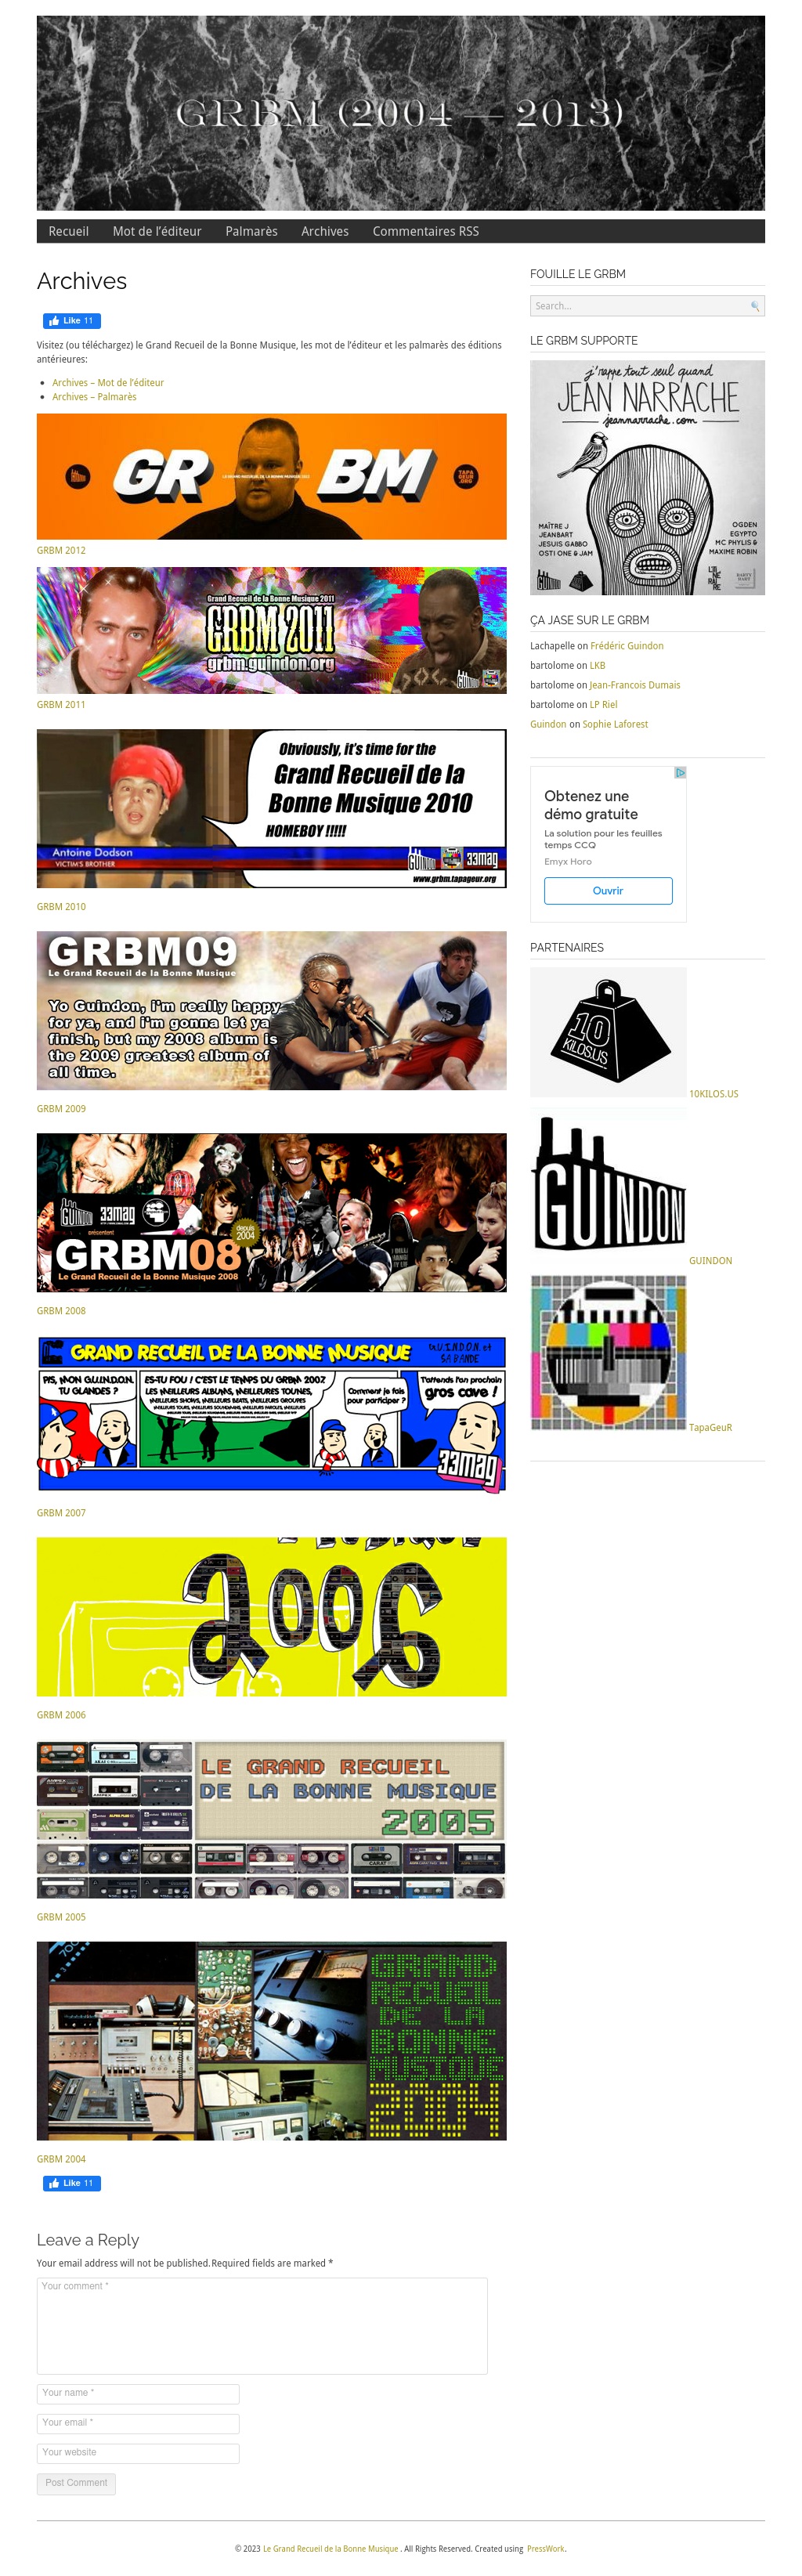 GRBM (2004 — 2013)
Recueil Mot de l'éditeur Palmarès Archives Commentaires RSS
Archives
Like 11
Visitez (ou téléchargez) le Grand Recueil de la Bonne Musique, les mot de l'éditeur et les palmarès des éditions
antérieures:
Archives – Mot de l'éditeur
Archives – Palmarès
GR BM
TAPA
GEUR
.ORG
GRBM 2012
Grand Recueil de la Bonne Musique 2011
GRBM 2011
grbm.guindon.org
GRBM 2011
Obviously, it's time for the
Grand Recueil de la
Bonne Musique 2010
HOMEBOY !!!!!
Antoine Dodson
VICTIM'S BROTHER
GUINDON 33mag
www.grbm.tapageur.org
GRBM 2010
GRBM09
Le Grand Recueil de la Bonne Musique
Yo Guindon, i'm really happy
for ya, and i'm gonna let ya
finish, but my 2008 album is
the 2009 greatest album of
all time.
GRBM 2009
GUINDON 33mag
présentent
depuis
2004
GRBM08
Le Grand Recueil de la Bonne Musique 2008
GRBM 2008
GRAND RECUEIL DE LA BONNE MUSIQUE
G.U.I.N.D.O.N. et
SA BANDE
PIS, MON G.U.I.N.D.O.N.
TU GLANDES ?
ES-TU FOU ! C'EST LE TEMPS DU GRBM 2007.
LES MEILLEURS ALBUMS, MEILLEURES TOUNES,
Comment je fais
pour participer ?
J'attends l'an prochain
gros cave !
33mag
GRBM 2007
2006
GRBM 2006
LE GRAND RECUEIL
DE LA BONNE MUSIQUE
2005
GRBM 2005
700
GRAND
RECUEIL
DE LA
BONNE
MUSIQUE
2004
GRBM 2004
Like 11
Leave a Reply
Your email address will not be published. Required fields are marked *
Your comment *
Your name *
Your email *
Your website
Post Comment
FOUILLE LE GRBM
Search...
LE GRBM SUPPORTE
j'rappe tout seul quand
JEAN NARRACHE
jeannarrache.com
MAÎTRE J
JEANBART
JESUIS GABBO
OSTI ONE & JAM
OGDEN
EGYPTO
MC PHYLIS &
MAXIME ROBIN
ÇA JASE SUR LE GRBM
Lachapelle on Frédéric Guindon
bartolome on LKB
bartolome on Jean-Francois Dumais
bartolome on LP Riel
Guindon on Sophie Laforest
Obtenez une
démo gratuite
La solution pour les feuilles
temps CCQ
Emyx Horo
Ouvrir
PARTENAIRES
10
KILOS.US
10KILOS.US
GUINDON
GUINDON
TapaGeuR
© 2023 Le Grand Recueil de la Bonne Musique . All Rights Reserved. Created using PressWork.